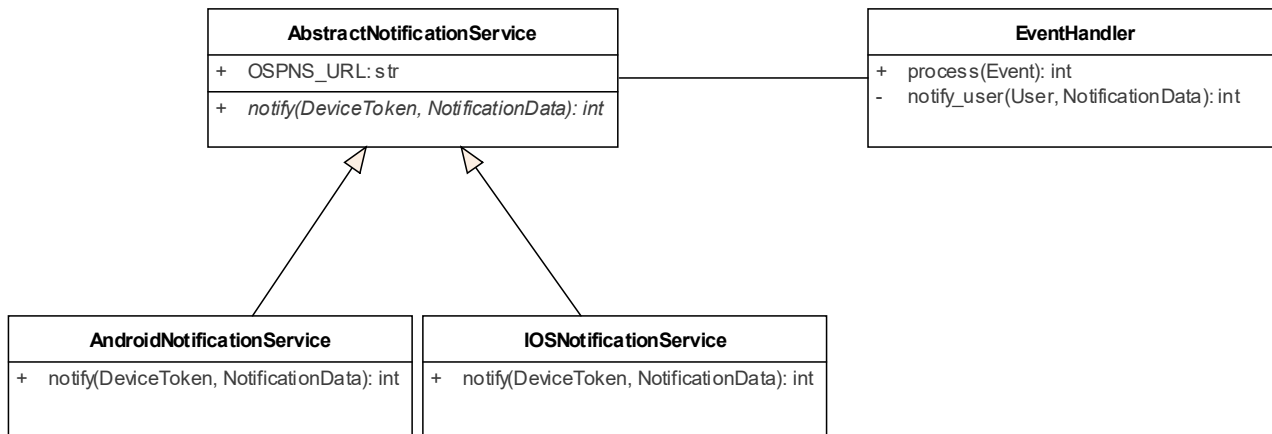 AbstractNotificationService
+ OSPNS_URL: str
+ notify(DeviceToken, NotificationData): int
EventHandler
+ process(Event): int
- notify_user(User, NotificationData): int
AndroidNotificationService
+ notify(DeviceToken, NotificationData): int
IOSNotificationService
+ notify(DeviceToken, NotificationData): int